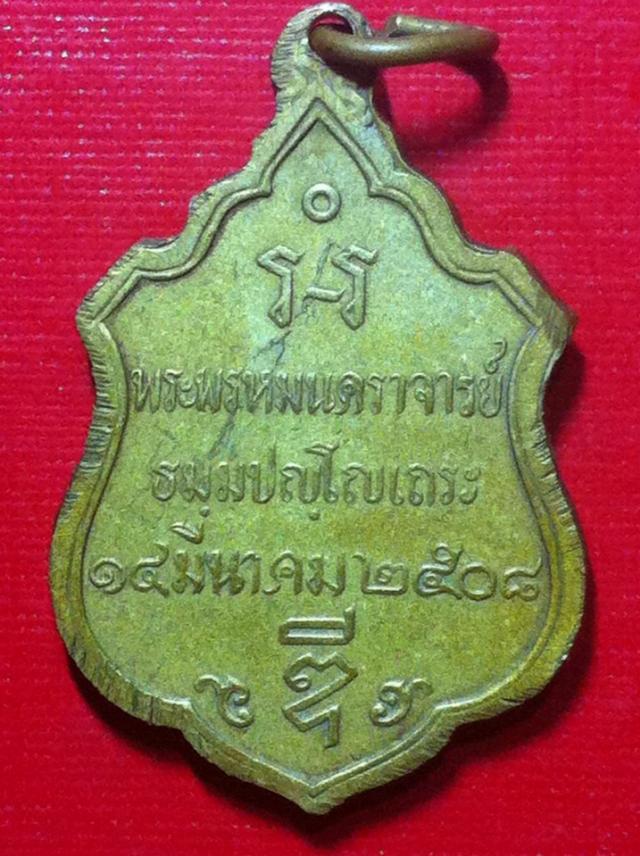 พระพรหมนคราจารย์
ธมฺมปญฺโญเถระ
๑๔ มีนาคม ๒๕๐๘